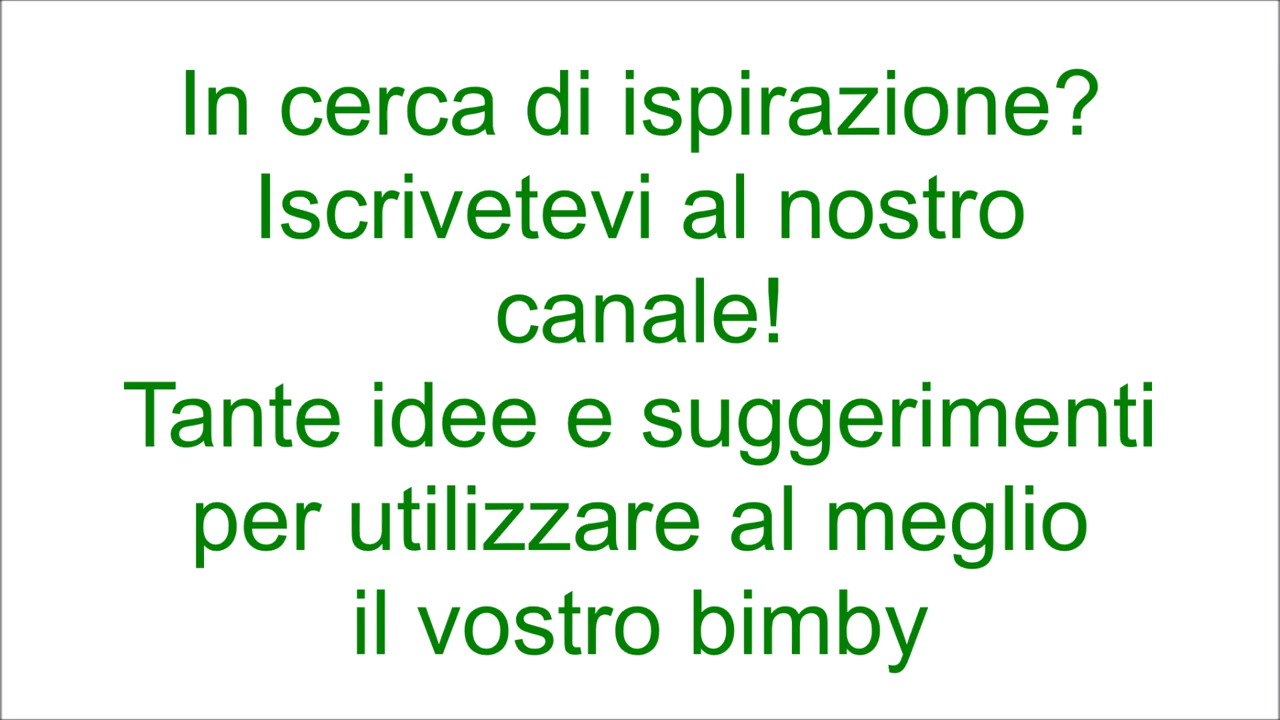 In cerca di ispirazione?
Iscrivetevi al nostro
canale!
Tante idee e suggerimenti
per utilizzare al meglio
il vostro bimby